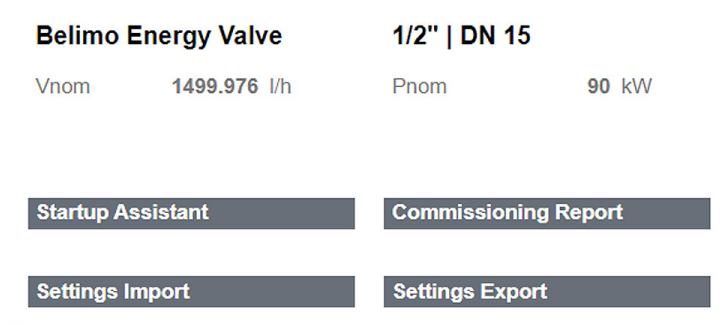 Belimo Energy Valve 1/2" | DN 15
Vnom 1499.976 l/h Pnom 90 kW
Startup Assistant Commissioning Report
Settings Import Settings Export